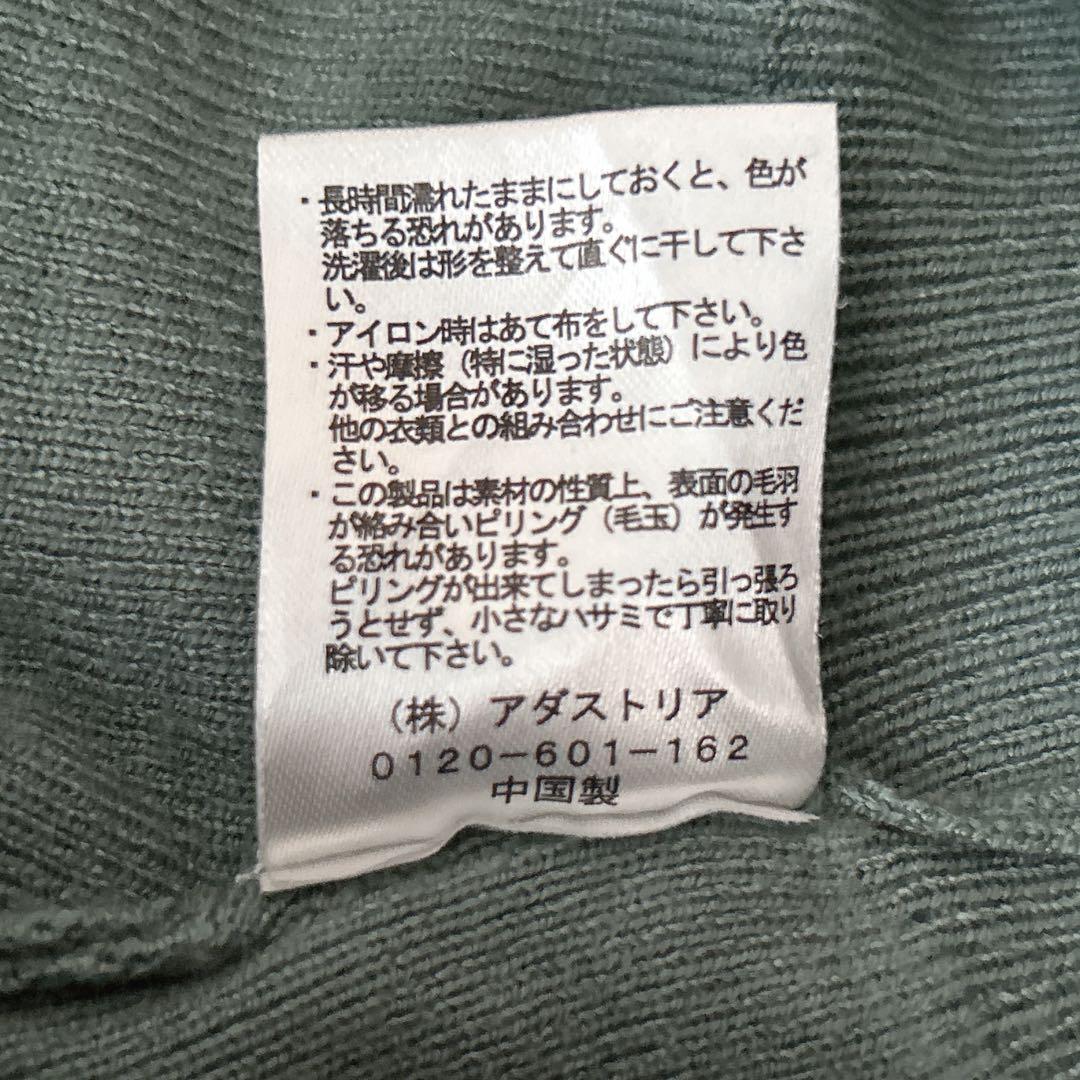 ・長時間濡れたままにしておくと、色が
落ちる恐れがあります。
洗濯後は形を整えて直ぐに干して下さ
い。
・アイロン時はあて布をして下さい。
・汗や摩擦（特に湿った状態）により色
が移る場合があります。
他の衣類との組み合わせにご注意くだ
さい。
・この製品は素材の性質上、表面の毛羽
が絡み合いピリング（毛玉）が発生す
る恐れがあります。
ピリングが出来てしまったら引っ張ろ
うとせず、小さなハサミで丁寧に取り
除いて下さい。
（株）アダストリア
0120-601-162
中国製